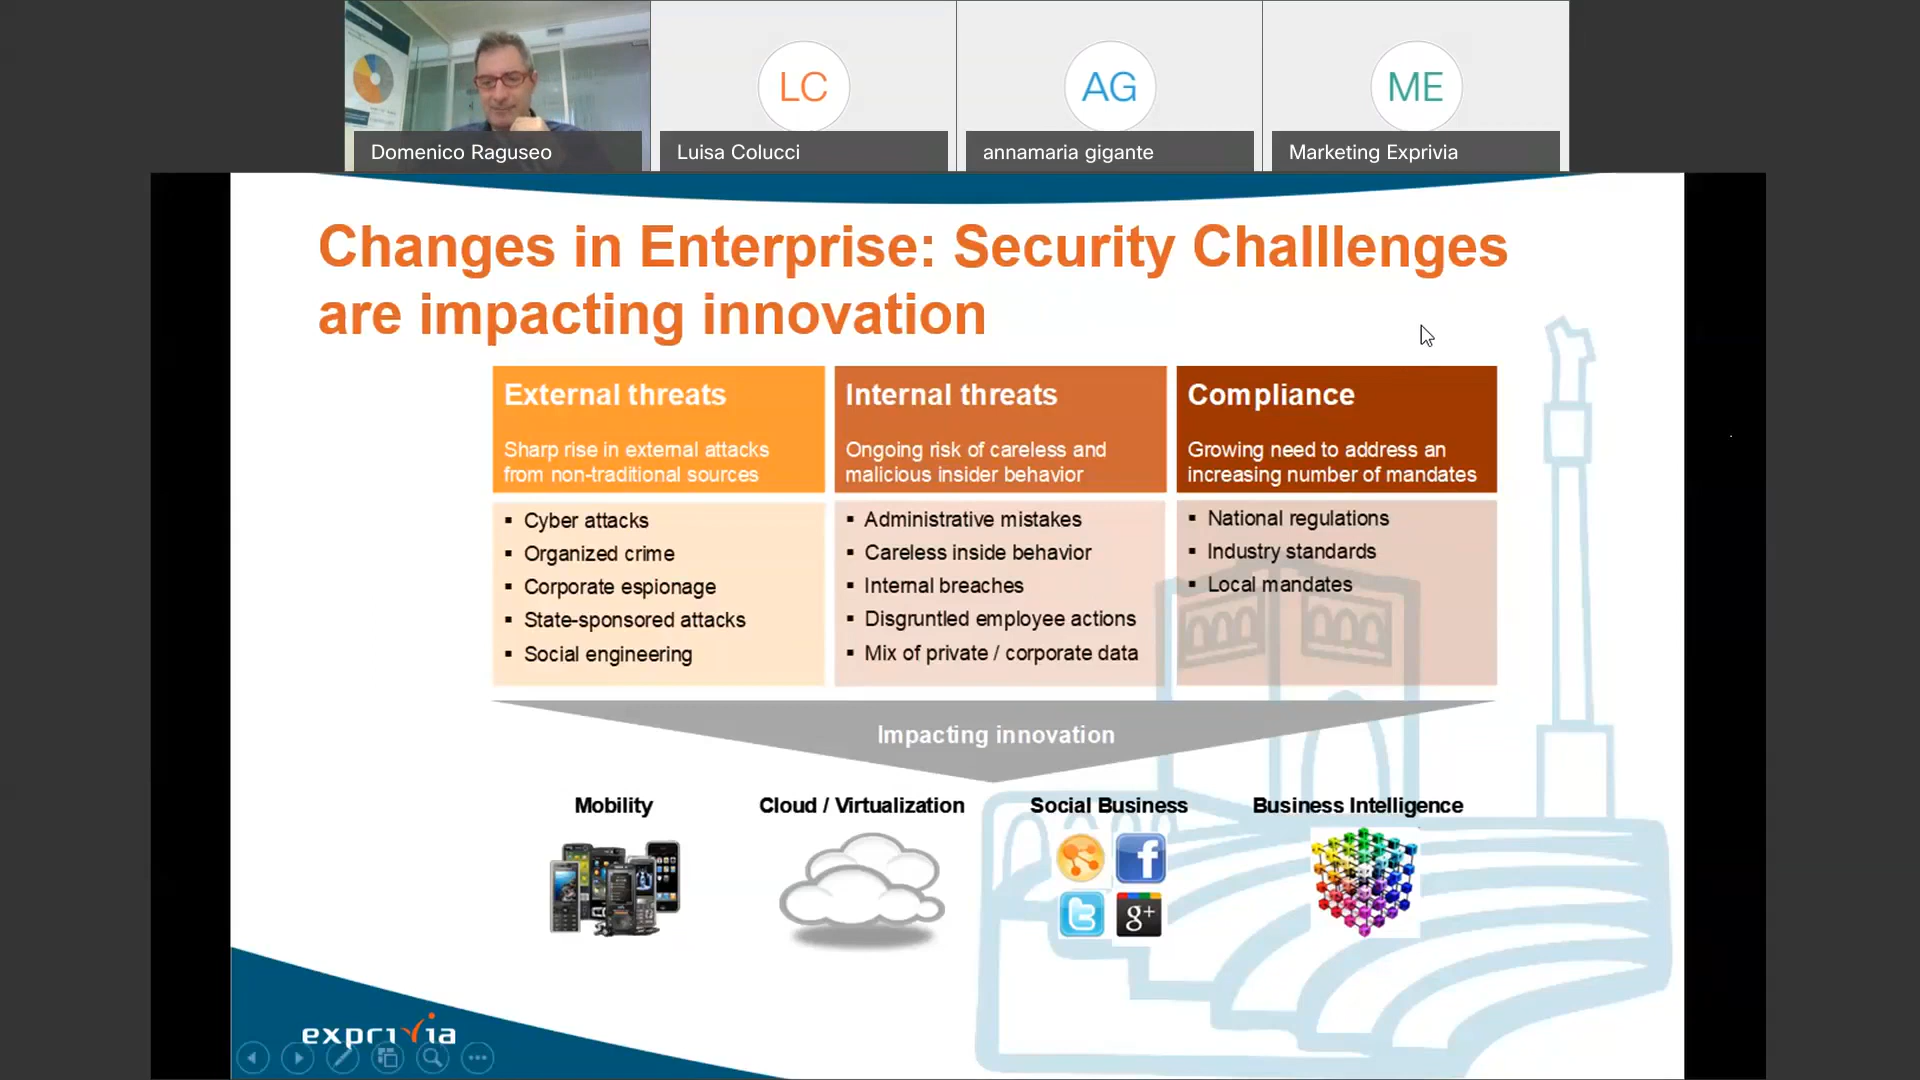 LC
AG
ME
Domenico Raguseo
Luisa Colucci
annamaria gigante
Marketing Exprivia
Changes in Enterprise: Security Challlenges
are impacting innovation
External threats
Sharp rise in external attacks
from non-traditional sources
▪ Cyber attacks
▪ Organized crime
▪ Corporate espionage
▪ State-sponsored attacks
▪ Social engineering
Internal threats
Ongoing risk of careless and
malicious insider behavior
▪ Administrative mistakes
▪ Careless inside behavior
▪ Internal breaches
▪ Disgruntled employee actions
▪ Mix of private / corporate data
Compliance
Growing need to address an
increasing number of mandates
▪ National regulations
▪ Industry standards
▪ Local mandates
Impacting innovation
Mobility
Cloud / Virtualization
Social Business
Business Intelligence
f
t
g+
exprivia